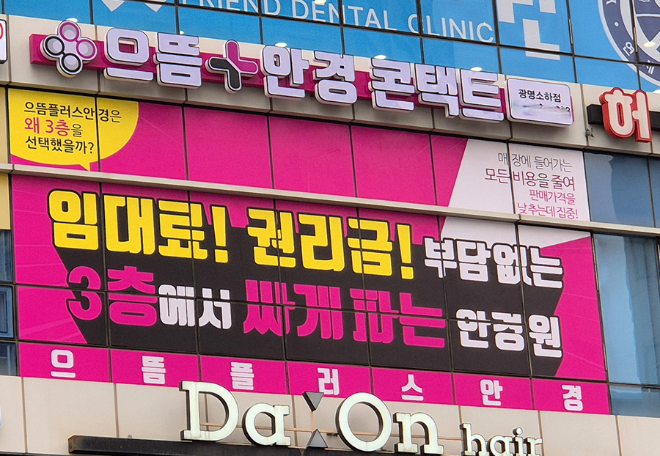 FRIEND DENTAL CLINIC
으뜸+안경 콘택트
광명소하점
허
으뜸플러스안경은
왜 3층을
선택했을까?
매장에 들어가는
모든 비용을 줄여
판매가격을
낮추는데 집중!
임대료! 권리금! 부담없는
3층에서 싸게 파는 안경원
으뜸플러스안경
Da:On hair